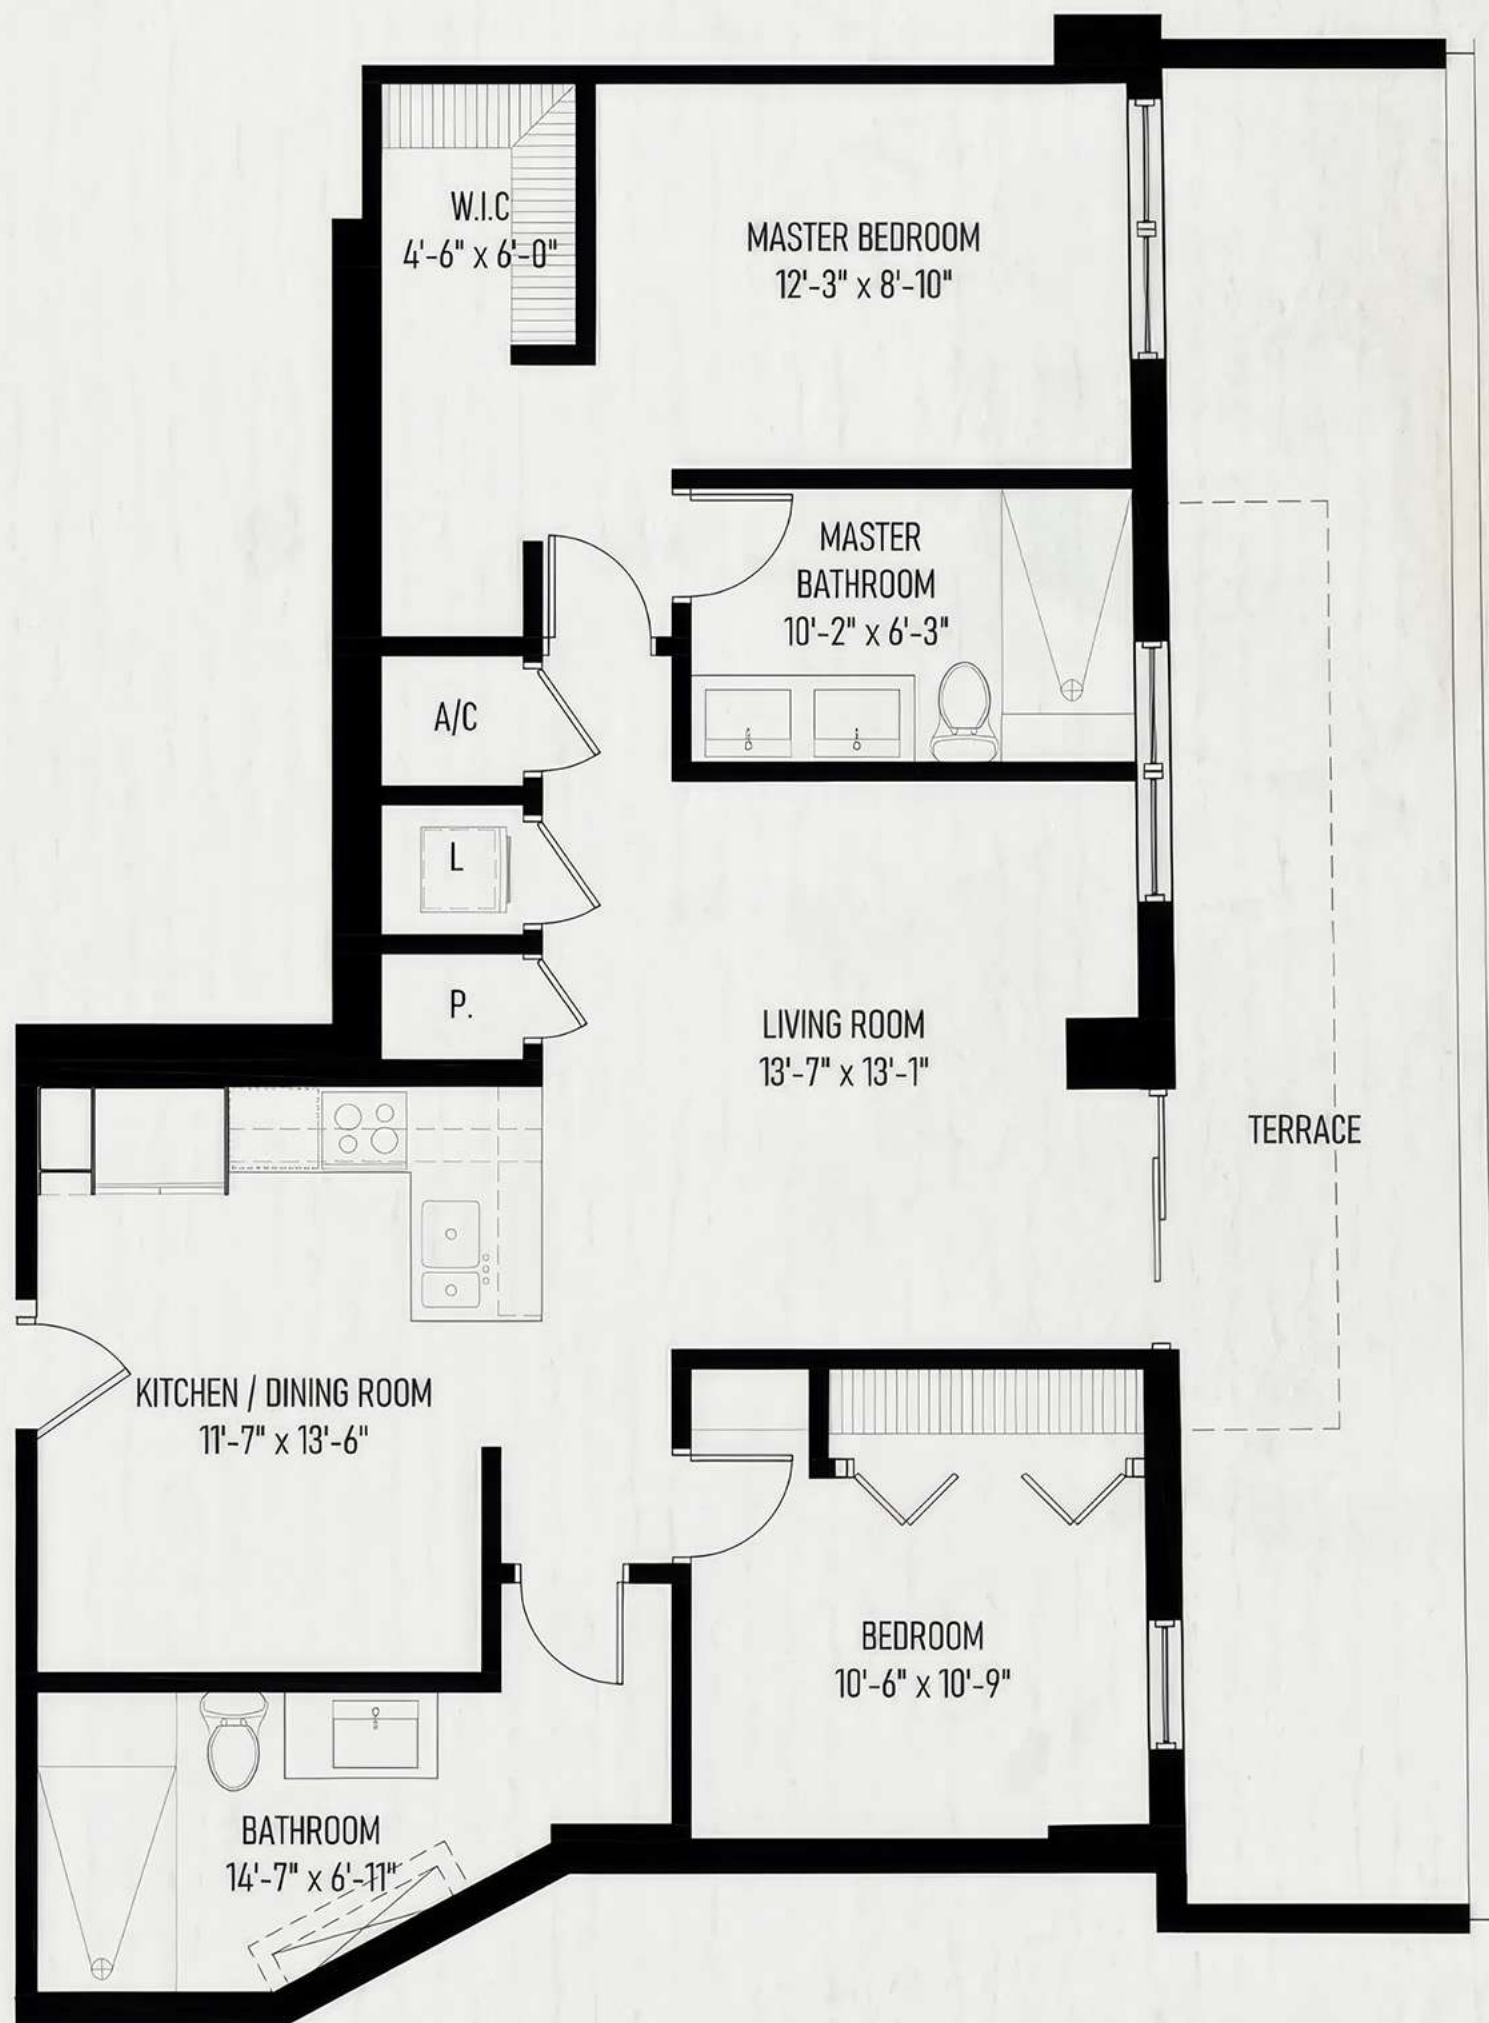 W.I.C
4'-6" x 6'-0"
MASTER BEDROOM
12'-3" x 8'-10"
MASTER
BATHROOM
10'-2" x 6'-3"
A/C
L
P.
LIVING ROOM
13'-7" x 13'-1"
TERRACE
KITCHEN / DINING ROOM
11'-7" x 13'-6"
BEDROOM
10'-6" x 10'-9"
BATHROOM
14'-7" x 6'-11"